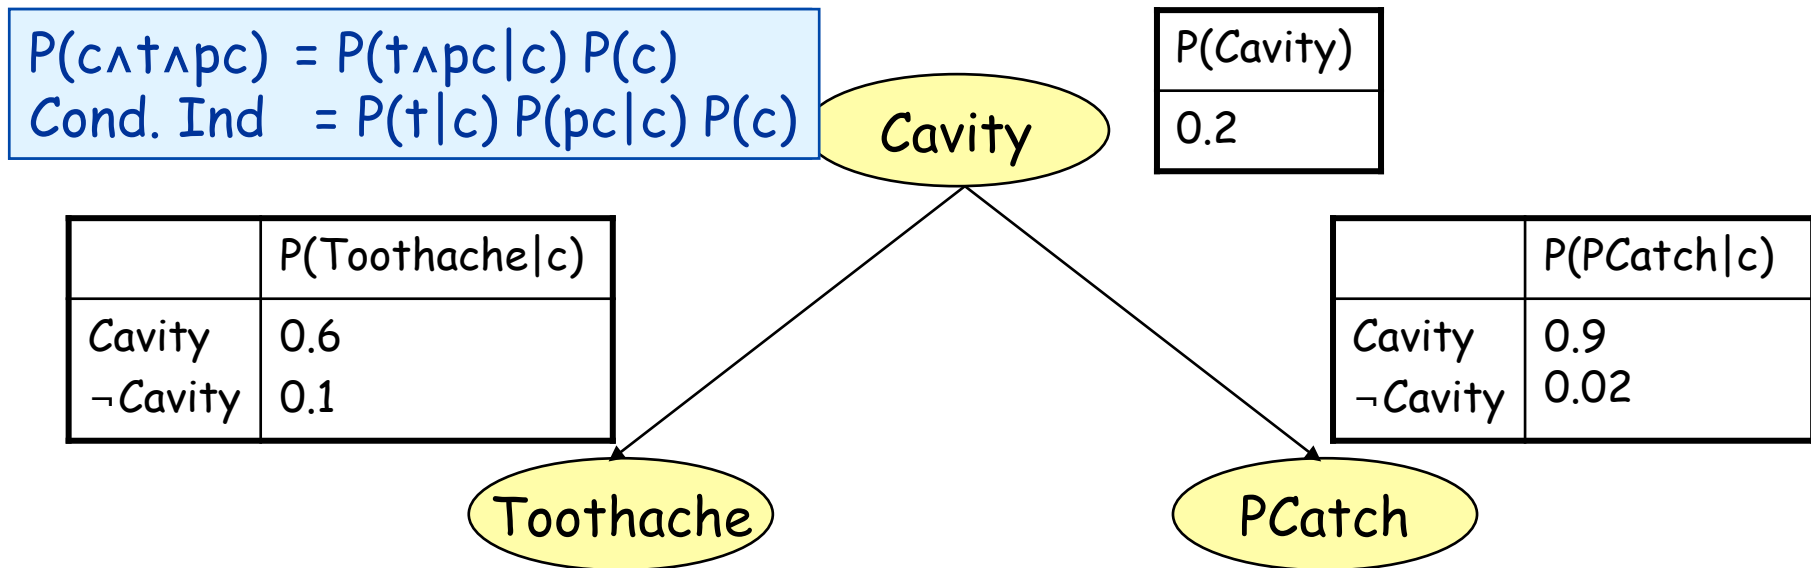 P(c∧t∧pc) = P(t∧pc|c) P(c)
Cond. Ind = P(t|c) P(pc|c) P(c)
Cavity
P(Cavity)
0.2
P(Toothache|c)
Cavity 0.6
¬Cavity 0.1
P(PCatch|c)
Cavity 0.9
¬Cavity 0.02
Toothache
PCatch